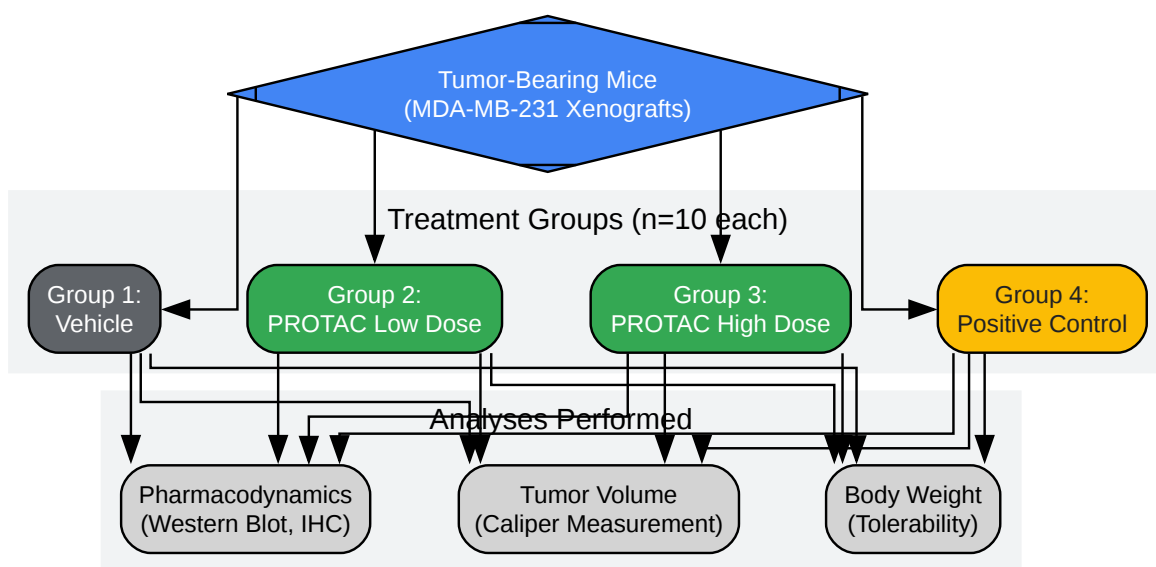 Tumor-Bearing Mice
(MDA-MB-231 Xenografts)
Treatment Groups (n=10 each)
Group 1:
Vehicle
Group 2:
PROTAC Low Dose
Group 3:
PROTAC High Dose
Group 4:
Positive Control
Analyses Performed
Pharmacodynamics
(Western Blot, IHC)
Tumor Volume
(Caliper Measurement)
Body Weight
(Tolerability)